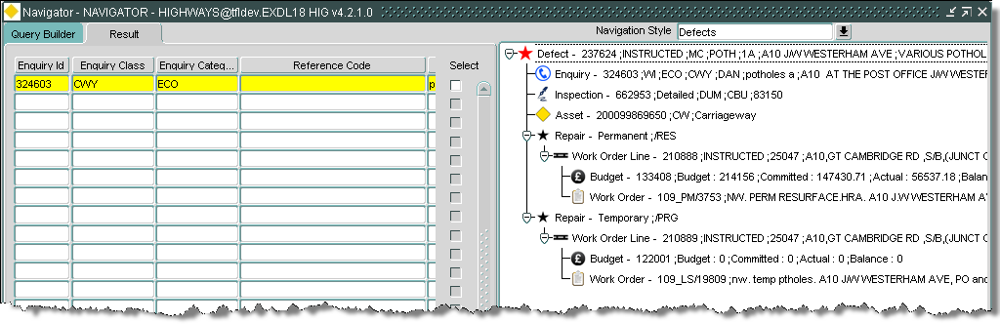 Navigator - NAVIGATOR - HIGHWAYS@tfldev.EXDL18 HIG v4.2.1.0
Query Builder
Result
Navigation Style
Defects
Enquiry Id
Enquiry Class
Enquiry Categ...
Reference Code
Select
324603
CWY
ECO
p
Defect - 237624 ;INSTRUCTED ;MC ;POTH ;1A ;A10 J/W WESTERHAM AVE ;VARIOUS POTHOL
Enquiry - 324603 ;WI ;ECO ;CWY ;DAN ;potholes a ;A10 AT THE POST OFFICE J/W WESTER
Inspection - 662953 ;Detailed ;DUM ;CBU ;83150
Asset - 200099869650 ;CW ;Carriageway
Repair - Permanent ;/RES
Work Order Line - 210888 ;INSTRUCTED ;25047 ;A10,GT CAMBRIDGE RD ,S/B,(JUNCT C
£ Budget - 133408 ;Budget : 214156 ;Committed : 147430.71 ;Actual : 56537.18 ;Balan
Work Order - 109_PM/3753 ;NW. PERM RESURFACE.HRA. A10 J.W WESTERHAM AV
Repair - Temporary ;/PRG
Work Order Line - 210889 ;INSTRUCTED ;25047 ;A10,GT CAMBRIDGE RD ,S/B,(JUNCT C
£ Budget - 122001 ;Budget : 0 ;Committed : 0 ;Actual : 0 ;Balance : 0
Work Order - 109_LS/19809 ;nw. temp ptholes. A10 J/W WESTERHAM AVE, PO and